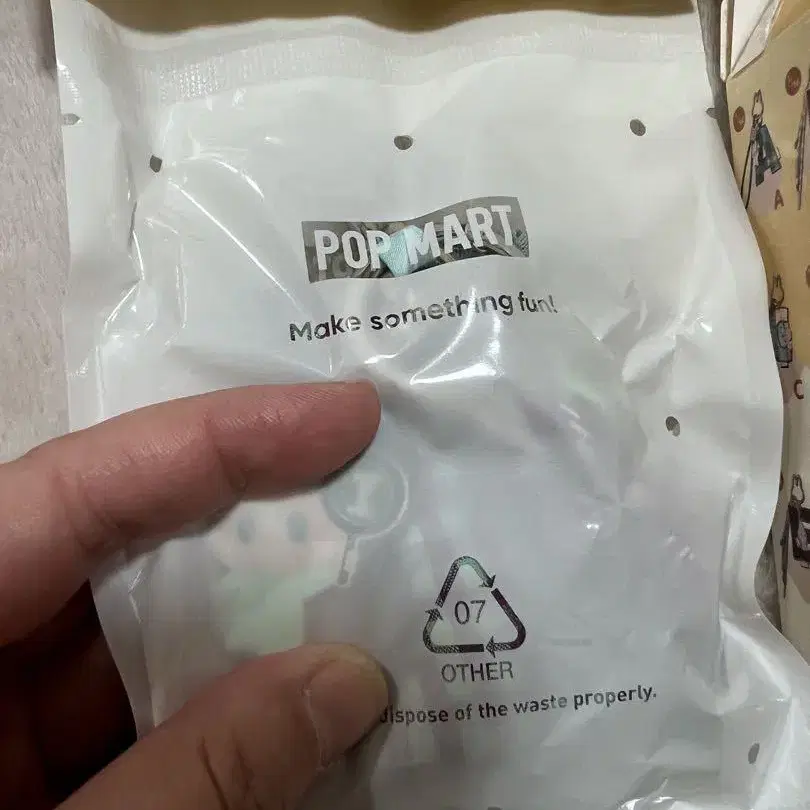 POP MART
Make something fun!
A
C
07
OTHER
dispose of the waste properly.